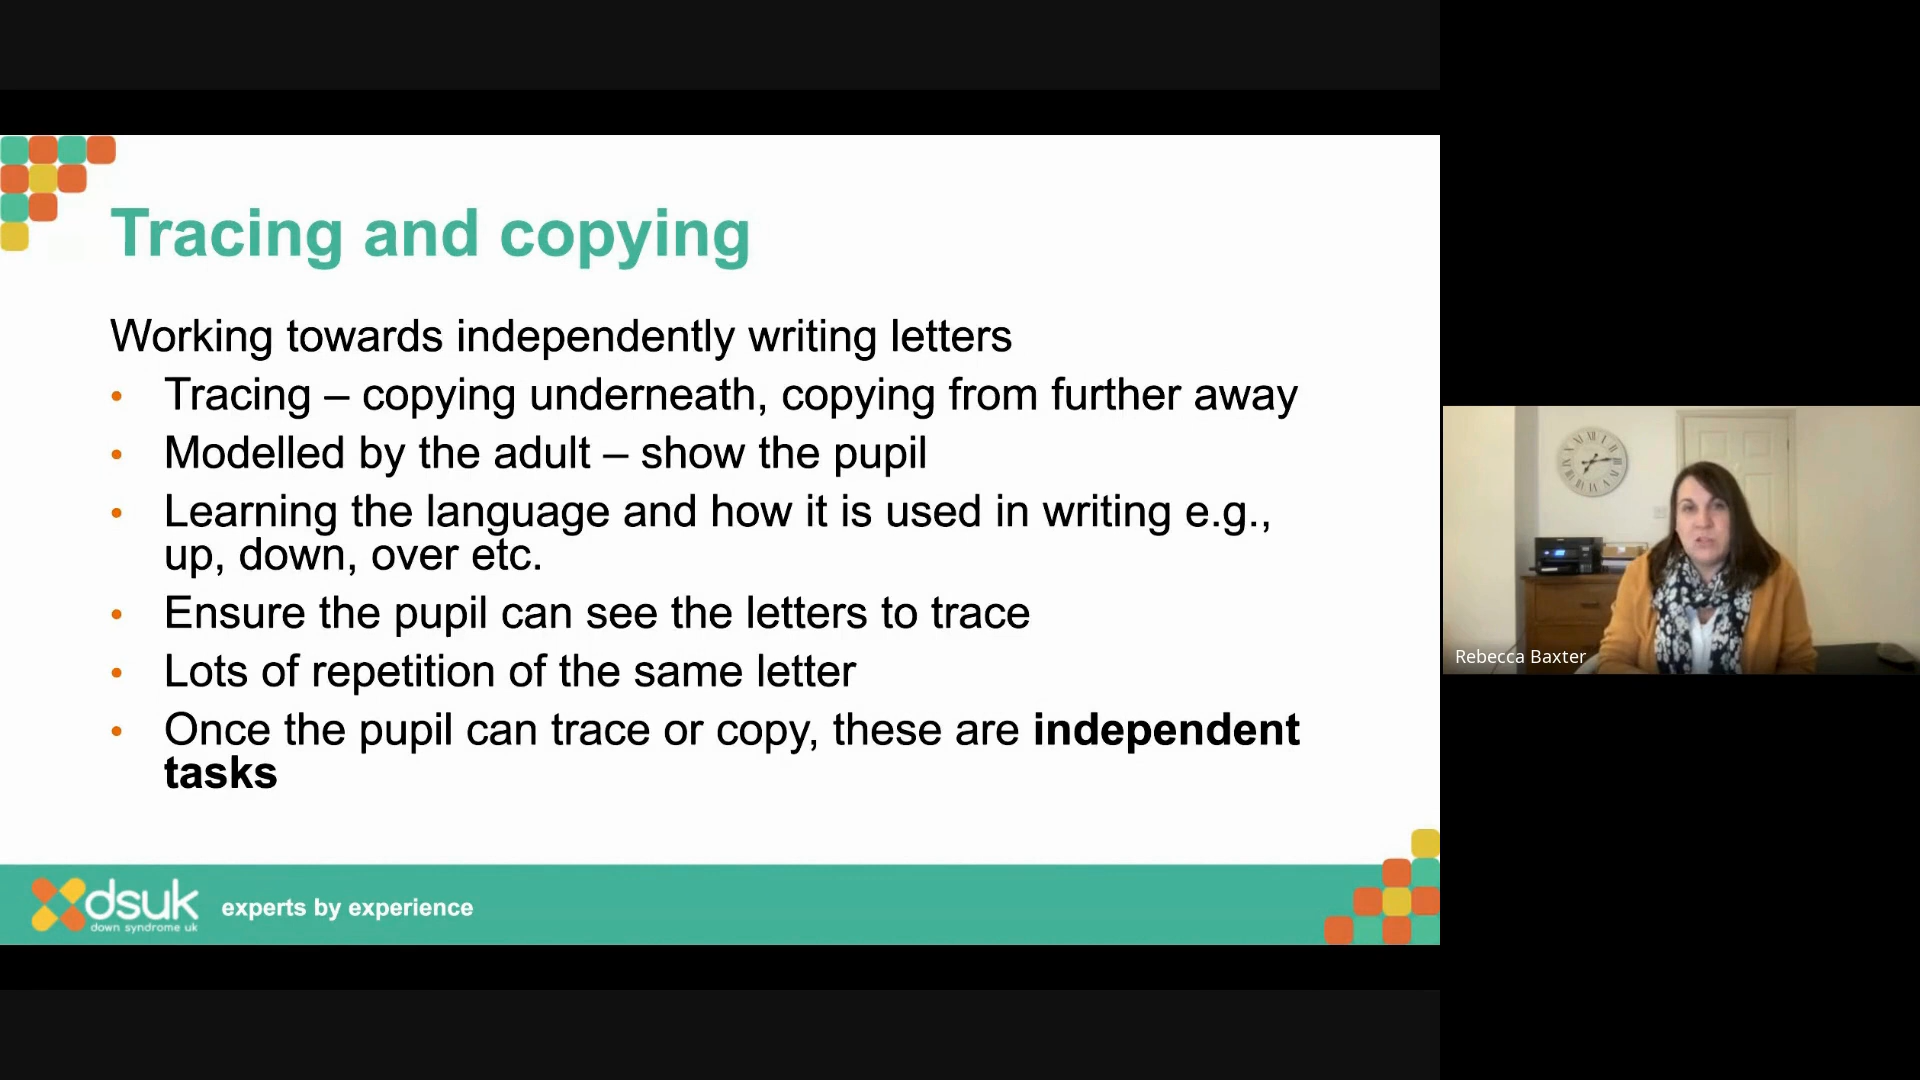 Tracing and copying
Working towards independently writing letters
• Tracing – copying underneath, copying from further away
• Modelled by the adult – show the pupil
• Learning the language and how it is used in writing e.g.,
up, down, over etc.
• Ensure the pupil can see the letters to trace
• Lots of repetition of the same letter
• Once the pupil can trace or copy, these are independent
tasks
Rebecca Baxter
dsuk
down syndrome uk
experts by experience